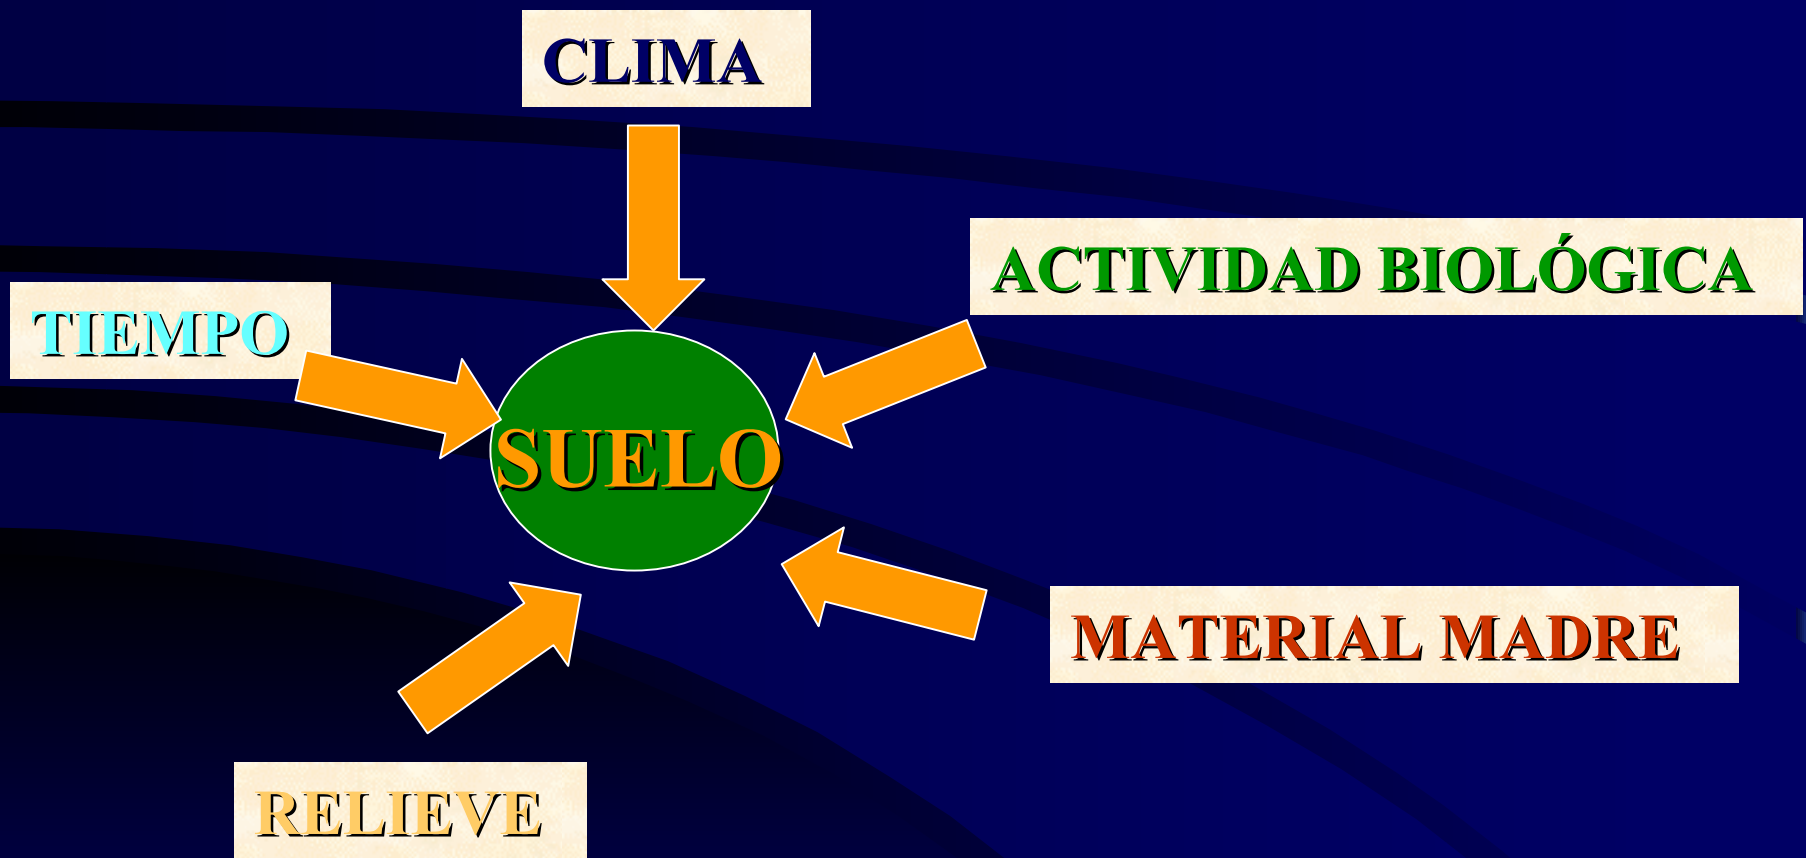 CLIMA
ACTIVIDAD BIOLÓGICA
TIEMPO
SUELO
MATERIAL MADRE
RELIEVE